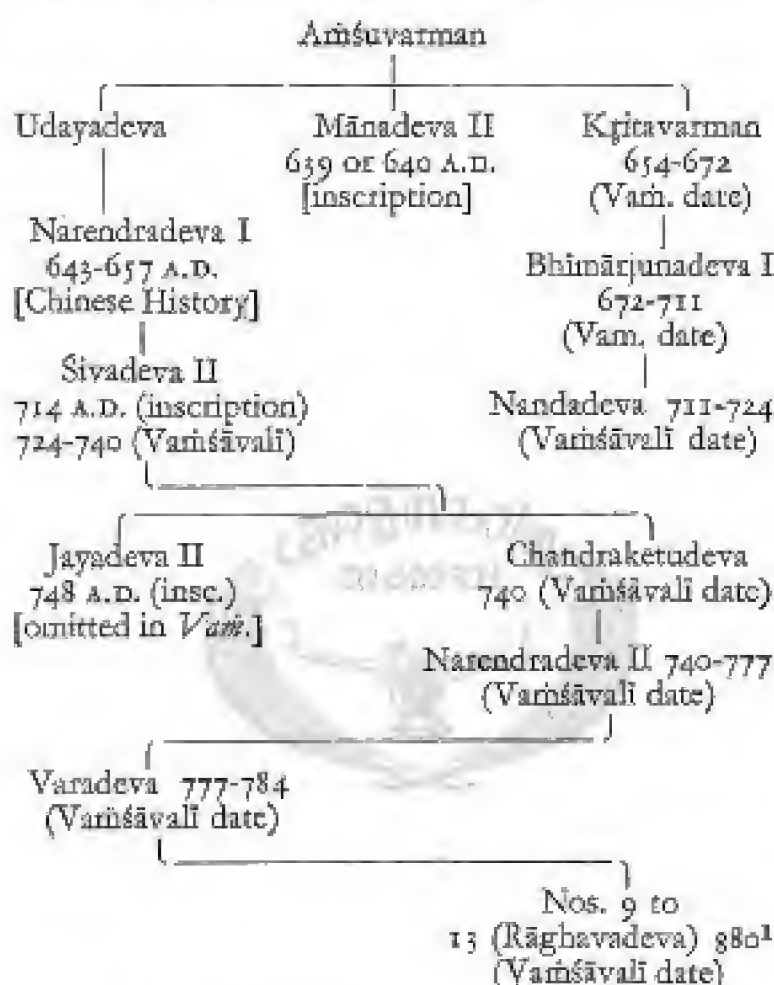 Aṁśuvarman
Udayadeva
Mānadeva II
639 or 640 A.D.
[inscription]
Kṛitavarman
654-672
(Vaṁ. date)
Narendradeva I
643-657 A.D.
[Chinese History]
Bhīmārjunadeva I
672-711
(Vam. date)
Śivadeva II
714 A.D. (inscription)
724-740 (Vaṁśāvalī)
Nandadeva 711-724
(Vaṁśāvalī date)
Jayadeva II
748 A.D. (insc.)
[omitted in Vaṁ.]
Chandraketudeva
740 (Vaṁśāvalī date)
Narendradeva II 740-777
(Vaṁśāvalī date)
Varadeva 777-784
(Vaṁśāvalī date)
Nos. 9 to
13 (Rāghavadeva) 880¹
(Vaṁśāvalī date)